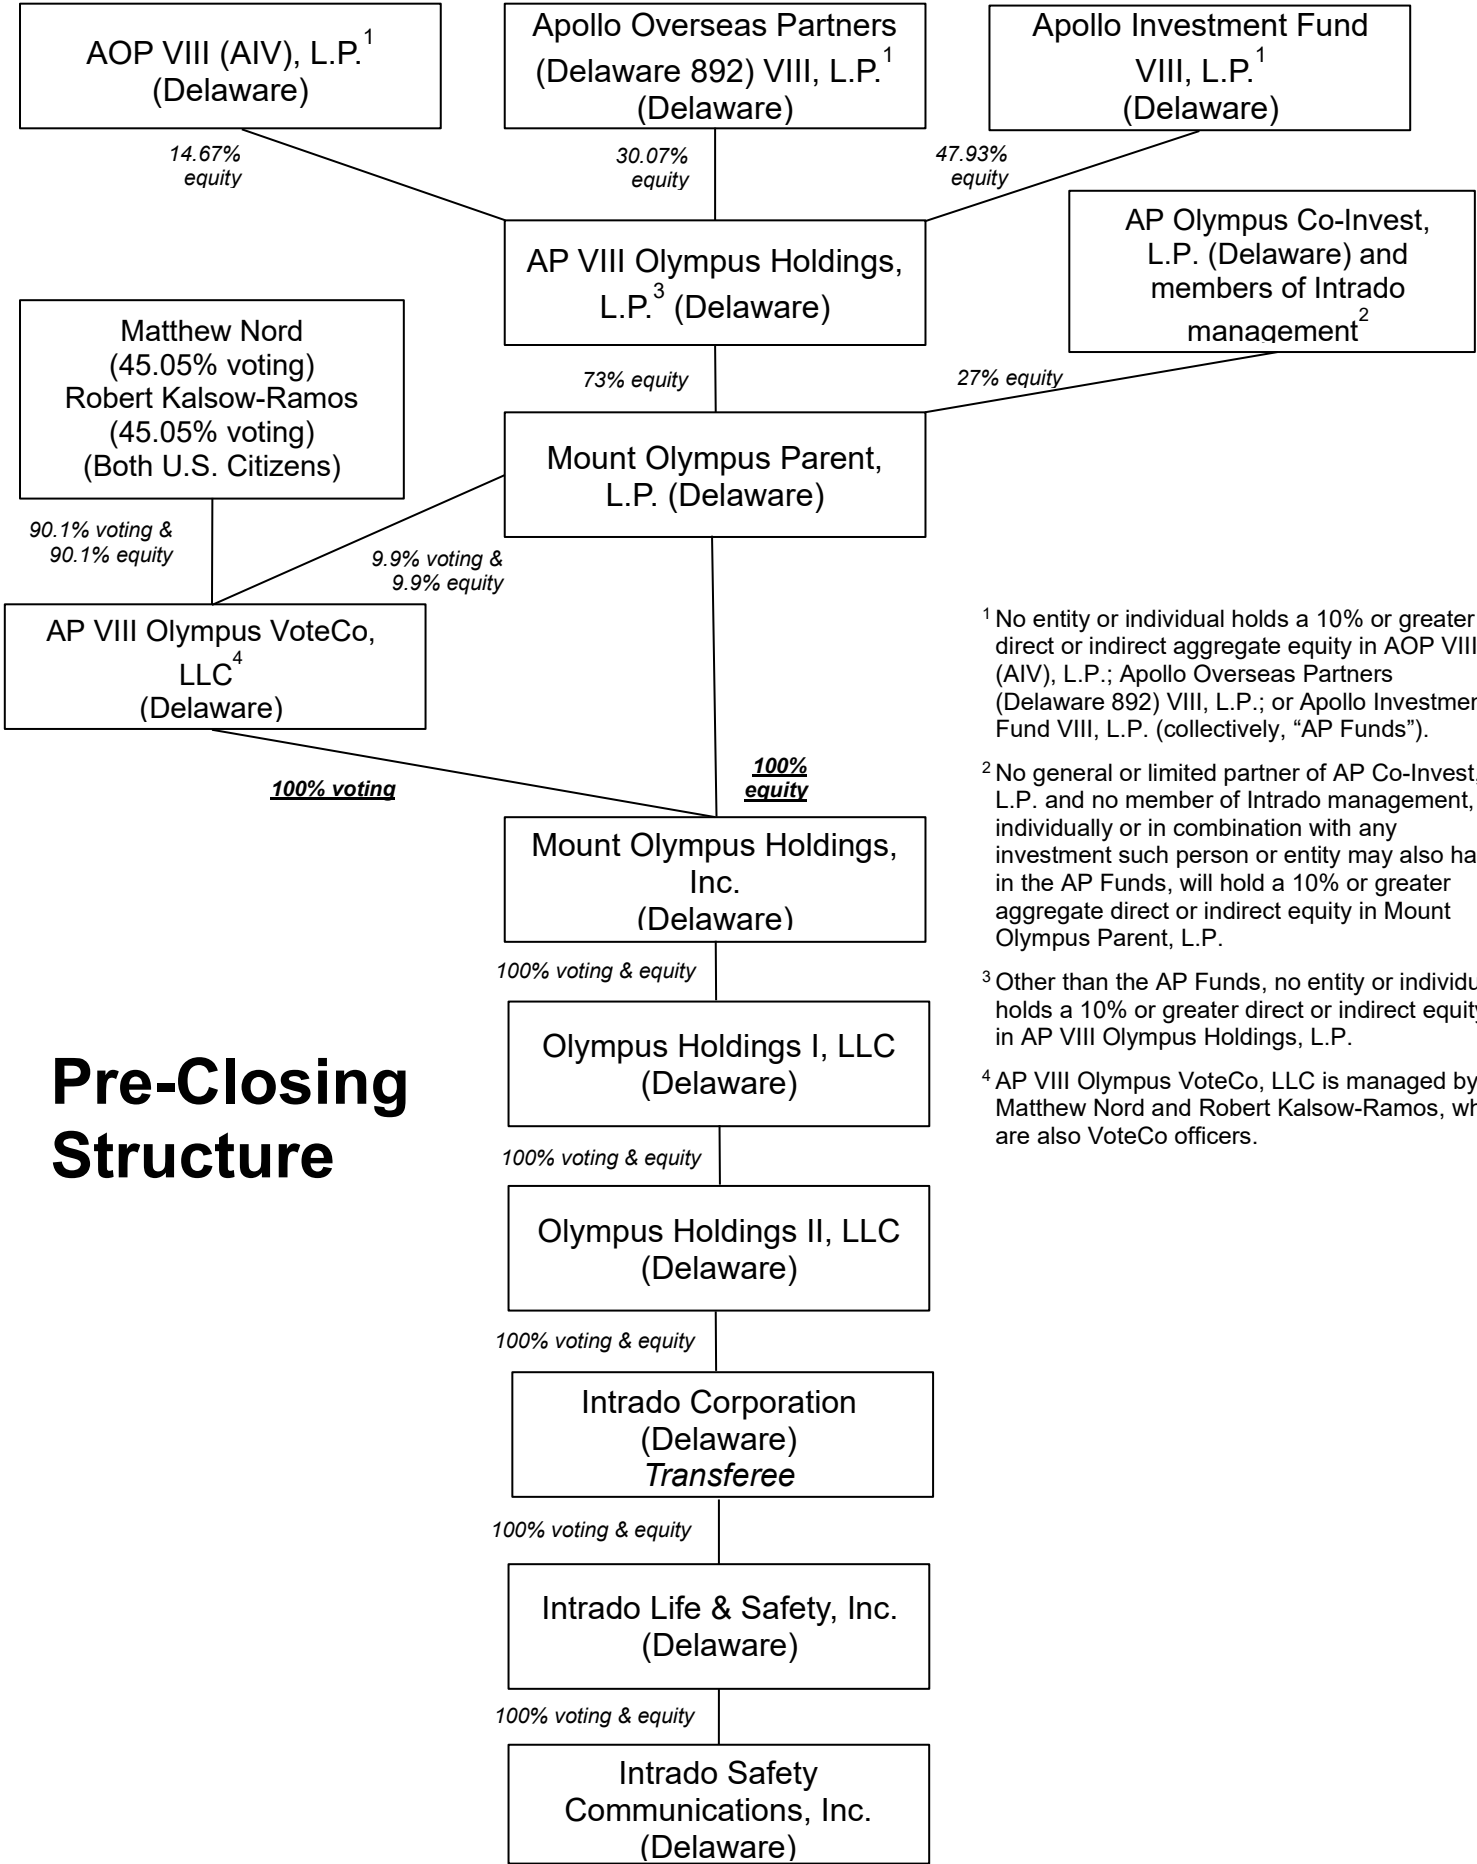 AOP VIII (AIV), L.P.1
(Delaware)
Apollo Overseas Partners
(Delaware 892) VIII, L.P.1
(Delaware)
Apollo Investment Fund
VIII, L.P.1
(Delaware)
14.67%
equity
30.07%
equity
47.93%
equity
AP VIII Olympus Holdings,
L.P.3 (Delaware)
AP Olympus Co-Invest,
L.P. (Delaware) and
members of Intrado
management2
Matthew Nord
(45.05% voting)
Robert Kalsow-Ramos
(45.05% voting)
(Both U.S. Citizens)
73% equity
27% equity
Mount Olympus Parent,
L.P. (Delaware)
90.1% voting &
90.1% equity
9.9% voting &
9.9% equity
AP VIII Olympus VoteCo,
LLC4
(Delaware)
100% voting
100%
equity
Mount Olympus Holdings,
Inc.
(Delaware)
100% voting & equity
Olympus Holdings I, LLC
(Delaware)
100% voting & equity
Olympus Holdings II, LLC
(Delaware)
100% voting & equity
Intrado Corporation
(Delaware)
Transferee
100% voting & equity
Intrado Life & Safety, Inc.
(Delaware)
100% voting & equity
Intrado Safety
Communications, Inc.
(Delaware)
Pre-Closing
Structure
1 No entity or individual holds a 10% or greater
direct or indirect aggregate equity in AOP VIII
(AIV), L.P.; Apollo Overseas Partners
(Delaware 892) VIII, L.P.; or Apollo Investmen
Fund VIII, L.P. (collectively, “AP Funds”).
2 No general or limited partner of AP Co-Invest,
L.P. and no member of Intrado management,
individually or in combination with any
investment such person or entity may also ha
in the AP Funds, will hold a 10% or greater
aggregate direct or indirect equity in Mount
Olympus Parent, L.P.
3 Other than the AP Funds, no entity or individu
holds a 10% or greater direct or indirect equity
in AP VIII Olympus Holdings, L.P.
4 AP VIII Olympus VoteCo, LLC is managed by
Matthew Nord and Robert Kalsow-Ramos, wh
are also VoteCo officers.